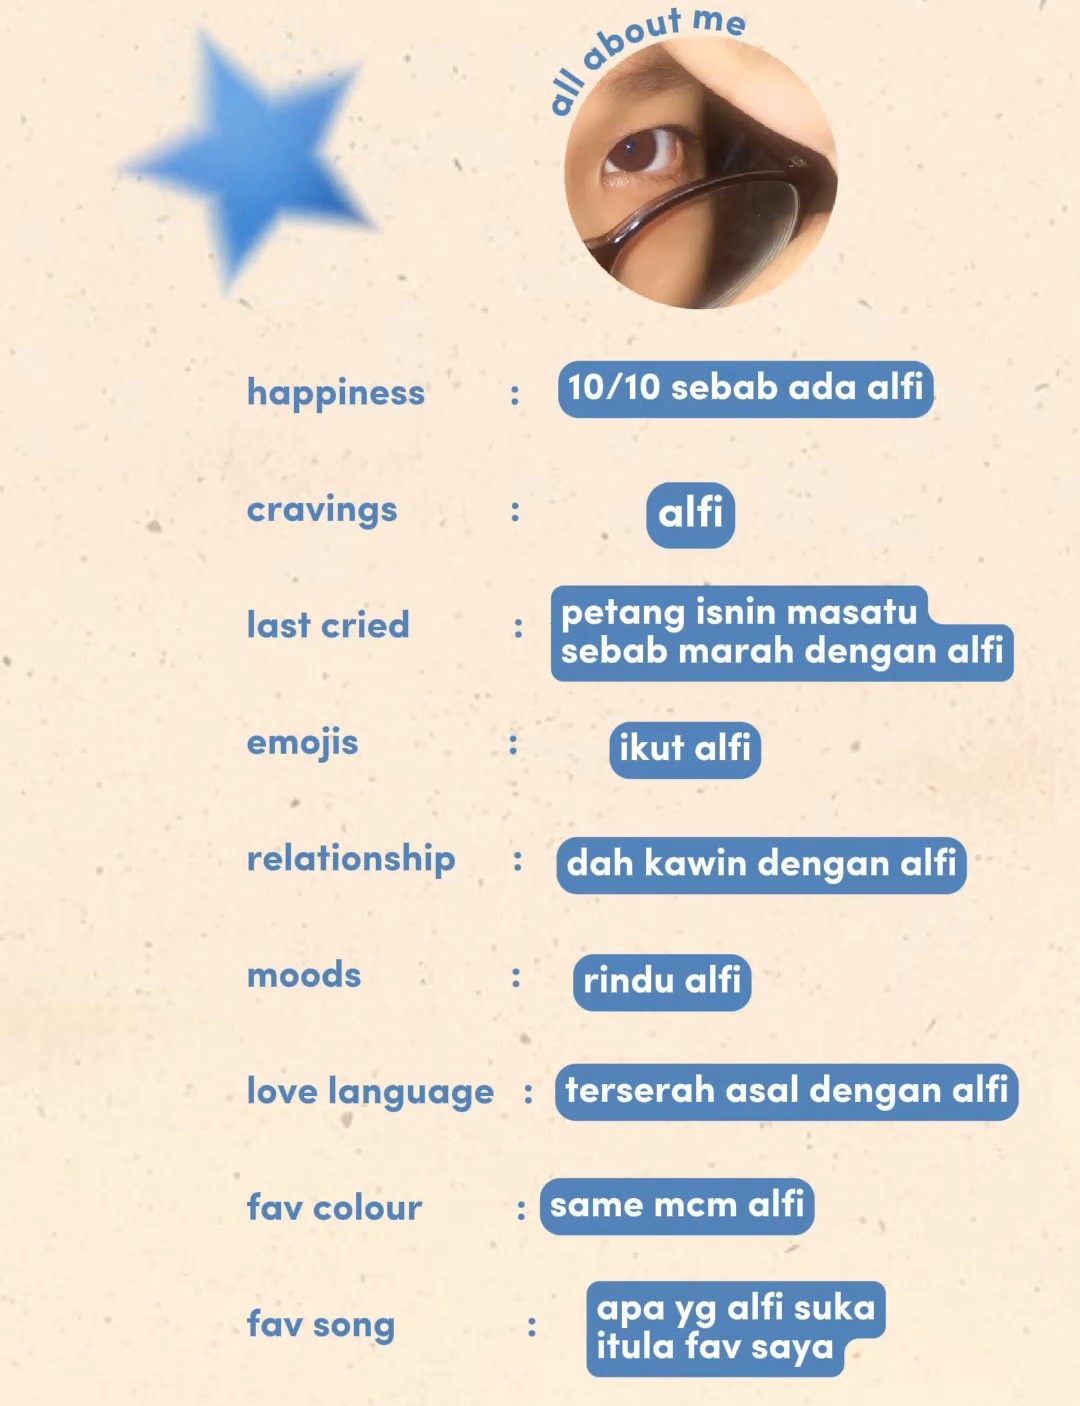 all about me
happiness : 10/10 sebab ada alfi
cravings : alfi
last cried : petang isnin masatu
sebab marah dengan alfi
emojis : ikut alfi
relationship : dah kawin dengan alfi
moods : rindu alfi
love language : terserah asal dengan alfi
fav colour : same mcm alfi
fav song : apa yg alfi suka
itula fav saya